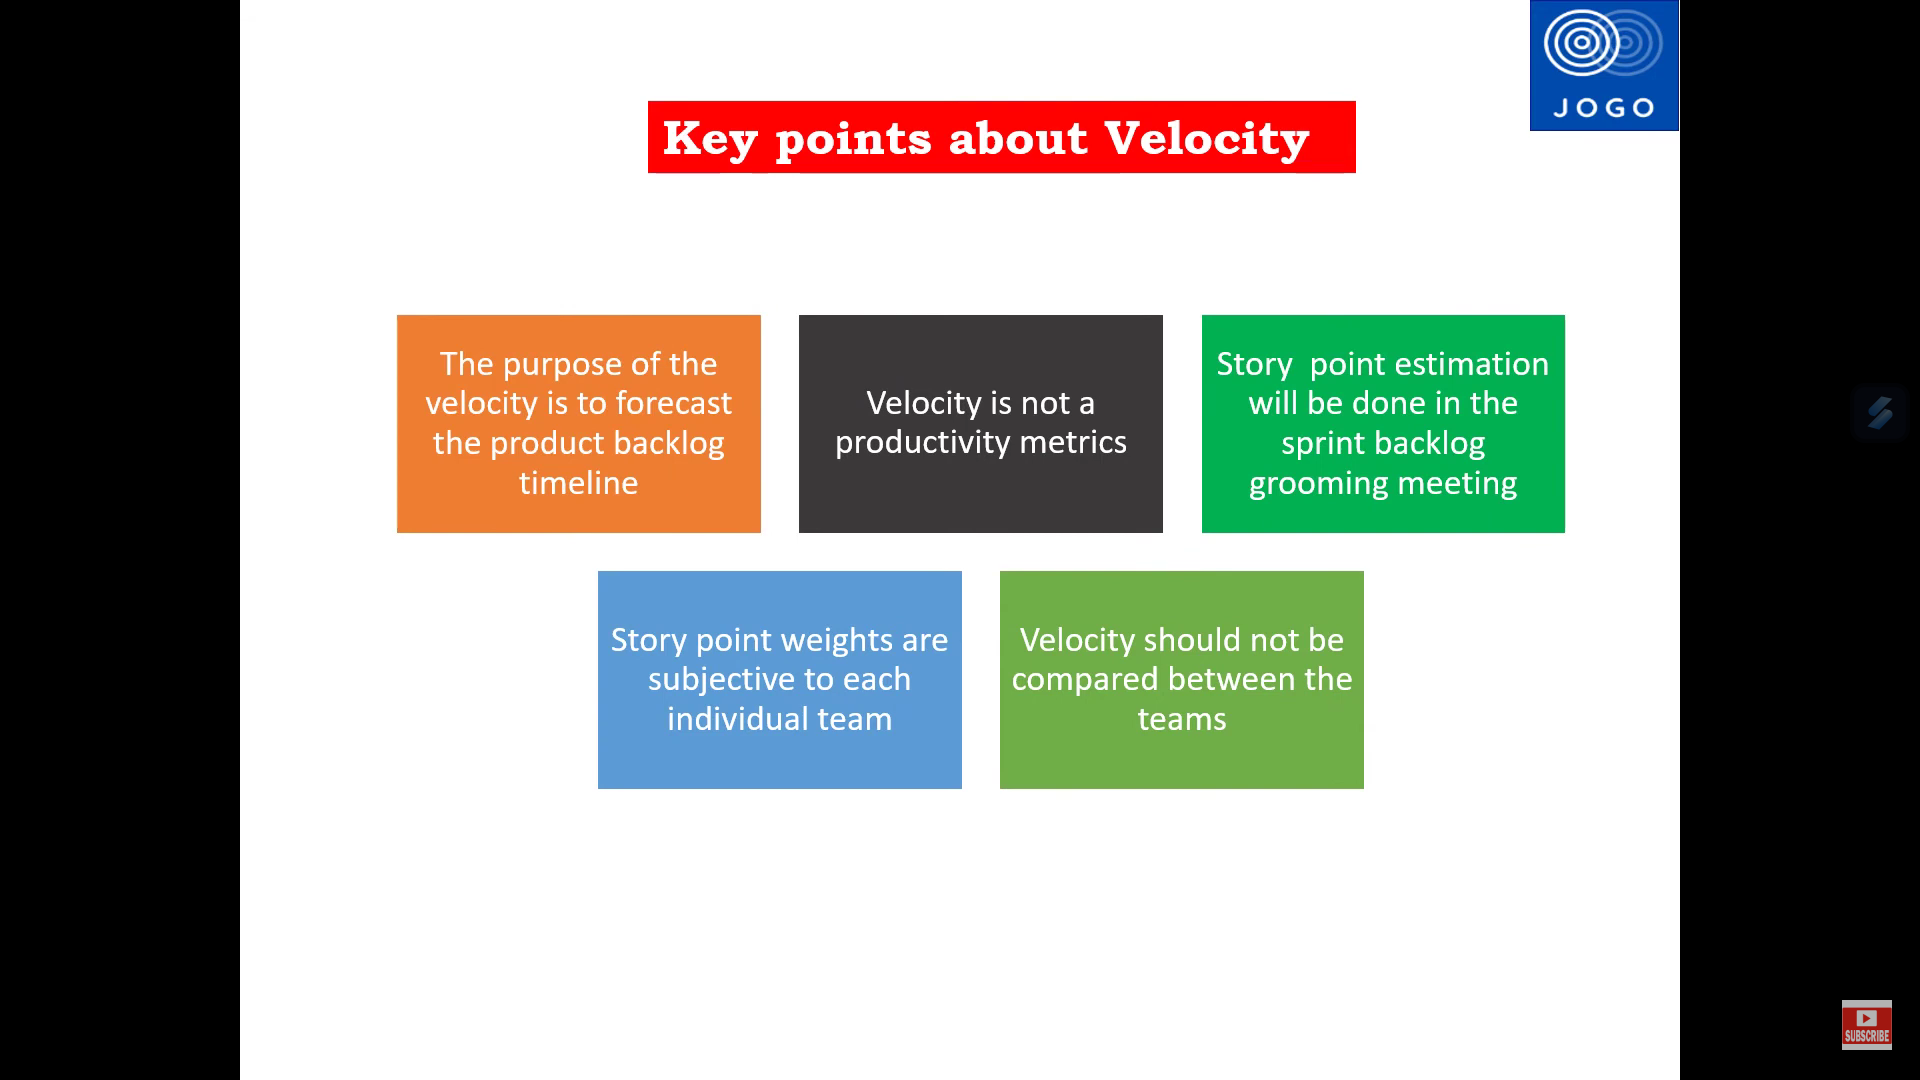 JOGO
Key points about Velocity
The purpose of the
velocity is to forecast
the product backlog
timeline
Velocity is not a
productivity metrics
Story  point estimation
will be done in the
sprint backlog
grooming meeting
Story point weights are
subjective to each
individual team
Velocity should not be
compared between the
teams
SUBSCRIBE